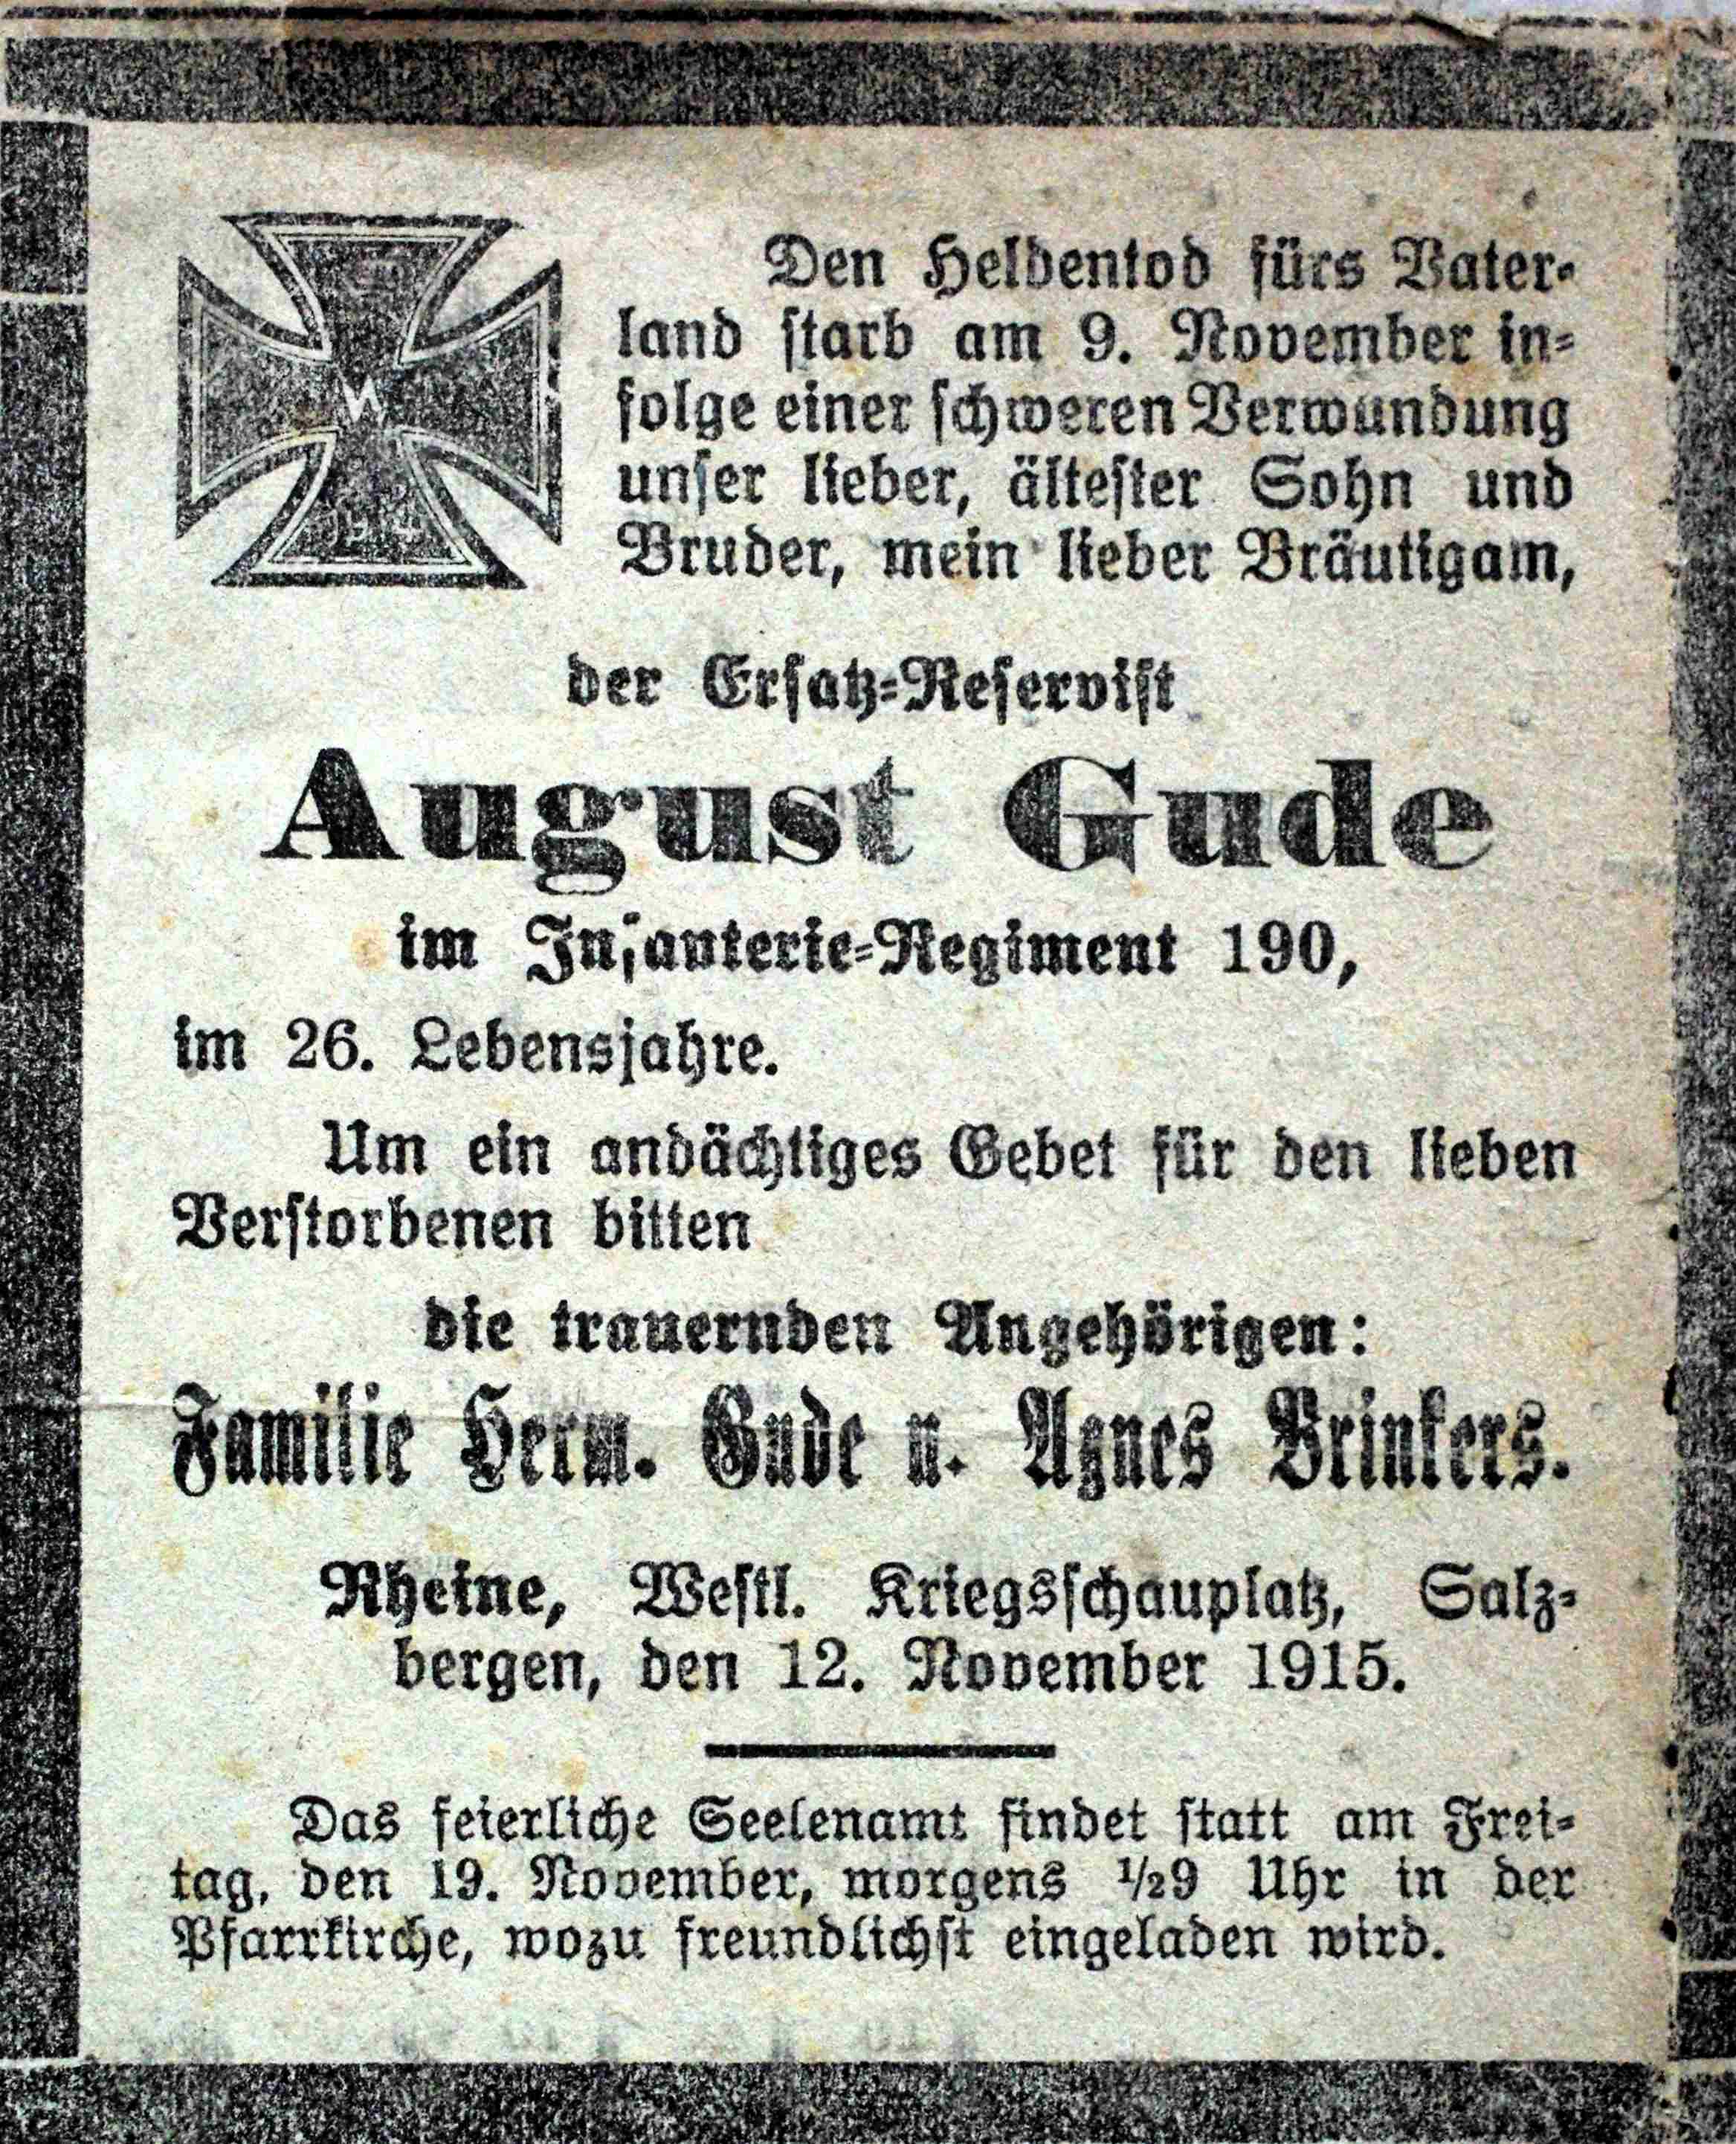 Den Heldentod fürs Vater-
land starb am 9. November in-
folge einer schweren Verwundung
unser lieber, ältester Sohn und
Bruder, mein lieber Bräutigam,
der Ersatz-Reservist
August Gude
im Infanterie-Regiment 190,
im 26. Lebensjahre.
Um ein andächtiges Gebet für den lieben
Verstorbenen bitten
die trauernden Angehörigen:
Familie Herm. Gude u. Agnes Brinkers.
Rheine, Westl. Kriegsschauplatz, Salz-
bergen, den 12. November 1915.
Das feierliche Seelenamt findet statt am Frei-
tag, den 19. November, morgens ½9 Uhr in der
Pfarrkirche, wozu freundlichst eingeladen wird.